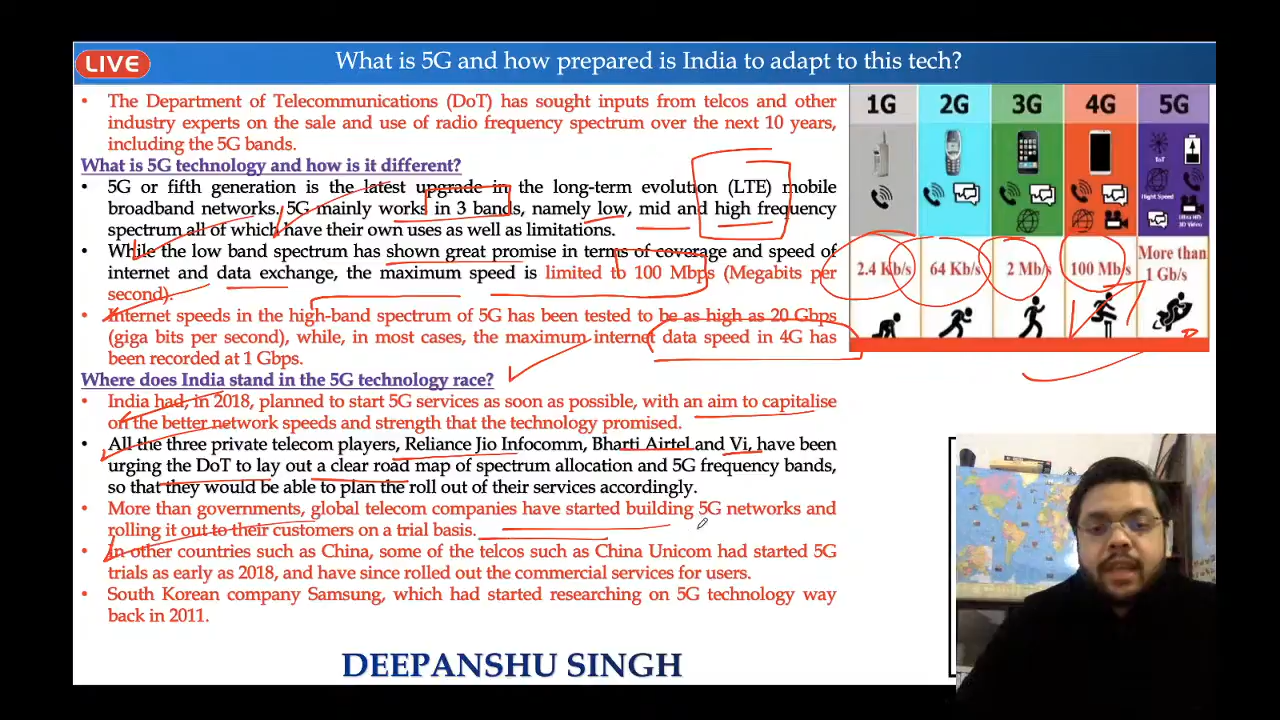 LIVE
What is 5G and how prepared is India to adapt to this tech?
• The Department of Telecommunications (DoT) has sought inputs from telcos and other
industry experts on the sale and use of radio frequency spectrum over the next 10 years,
including the 5G bands.
What is 5G technology and how is it different?
• 5G or fifth generation is the latest upgrade in the long-term evolution (LTE) mobile
broadband networks. 5G mainly works in 3 bands, namely low, mid and high frequency
spectrum all of which have their own uses as well as limitations.
• While the low band spectrum has shown great promise in terms of coverage and speed of
internet and data exchange, the maximum speed is limited to 100 Mbps (Megabits per
second).
• Internet speeds in the high-band spectrum of 5G has been tested to be as high as 20 Gbps
(giga bits per second), while, in most cases, the maximum internet data speed in 4G has
been recorded at 1 Gbps.
Where does India stand in the 5G technology race?
• India had, in 2018, planned to start 5G services as soon as possible, with an aim to capitalise
on the better network speeds and strength that the technology promised.
• All the three private telecom players, Reliance Jio Infocomm, Bharti Airtel and Vi, have been
urging the DoT to lay out a clear road map of spectrum allocation and 5G frequency bands,
so that they would be able to plan the roll out of their services accordingly.
• More than governments, global telecom companies have started building 5G networks and
rolling it out to their customers on a trial basis.
• In other countries such as China, some of the telcos such as China Unicom had started 5G
trials as early as 2018, and have since rolled out the commercial services for users.
• South Korean company Samsung, which had started researching on 5G technology way
back in 2011.
1G 2G 3G 4G 5G
IoT
Hight Speed
Ultra HD
3D Video
2.4 Kb/s 64 Kb/s 2 Mb/s 100 Mb/s More than
1 Gb/s
DEEPANSHU SINGH